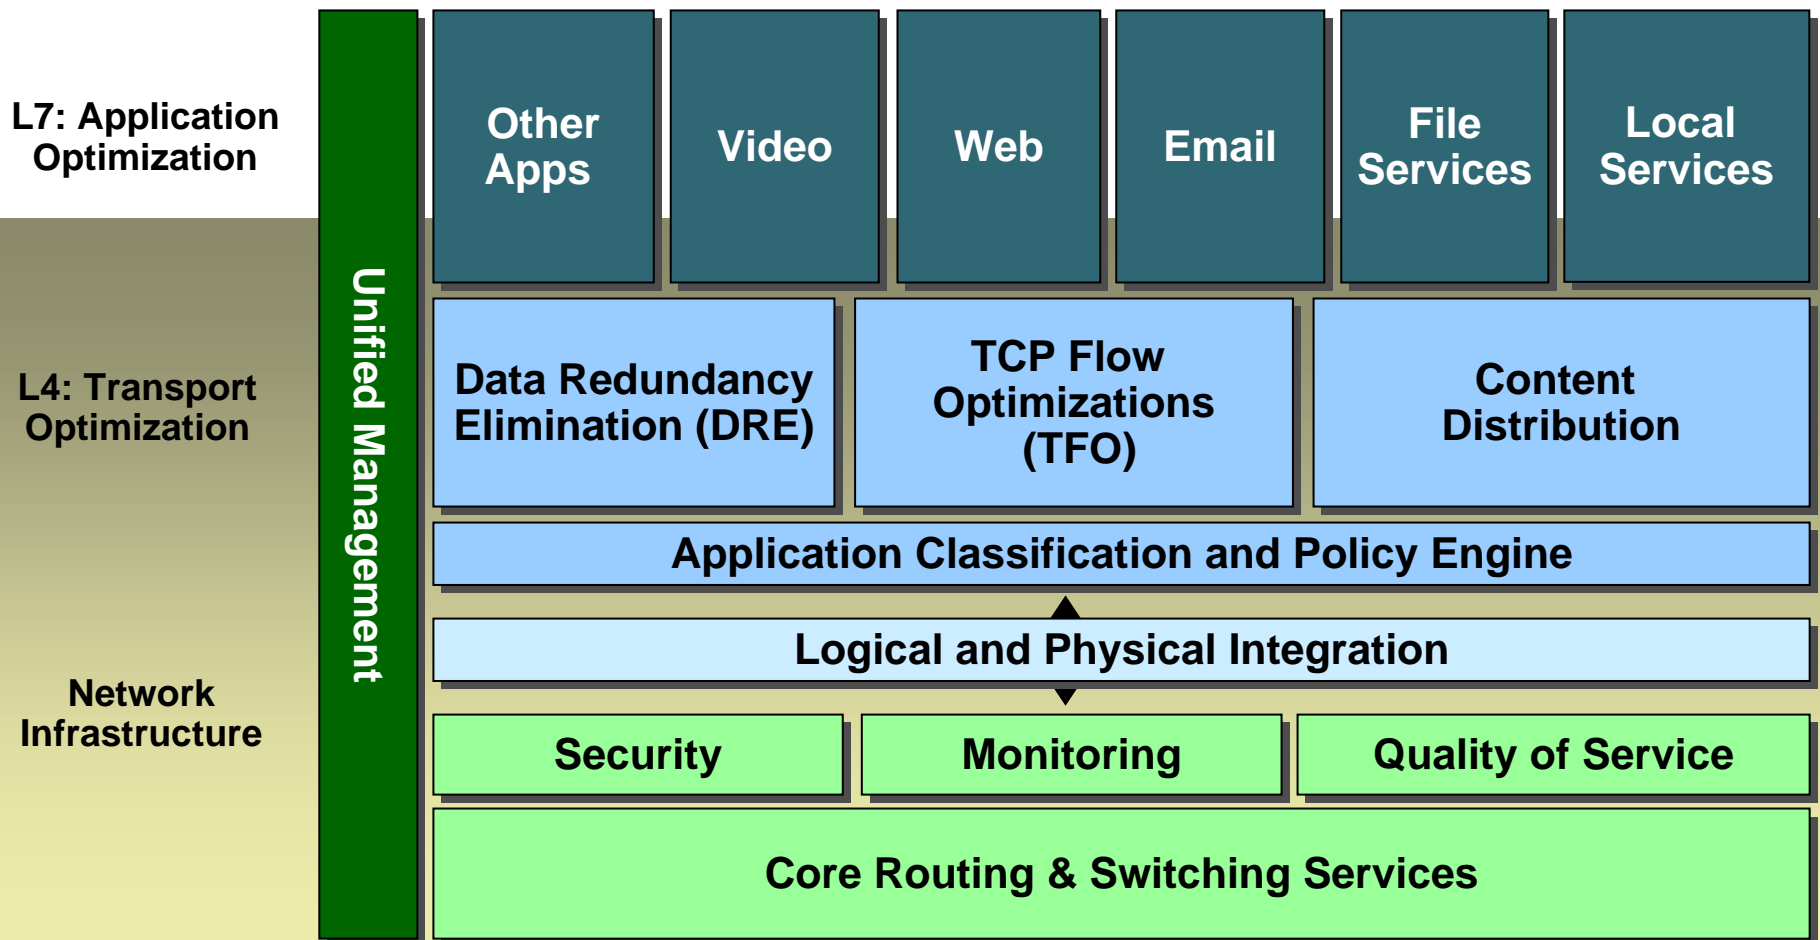 L7: Application
Optimization
Other
Apps
Video
Web
Email
File
Services
Local
Services
Unified Management
L4: Transport
Optimization
Data Redundancy
Elimination (DRE)
TCP Flow
Optimizations
(TFO)
Content
Distribution
Application Classification and Policy Engine
Logical and Physical Integration
Network
Infrastructure
Security
Monitoring
Quality of Service
Core Routing & Switching Services